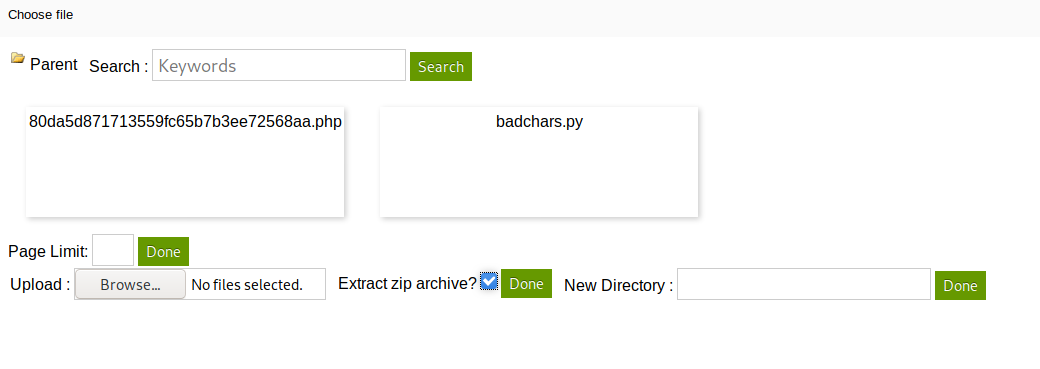 Choose file
Parent Search : Keywords Search
80da5d871713559fc65b7b3ee72568aa.php badchars.py
Page Limit: Done
Upload : Browse... No files selected. Extract zip archive? Done New Directory : Done